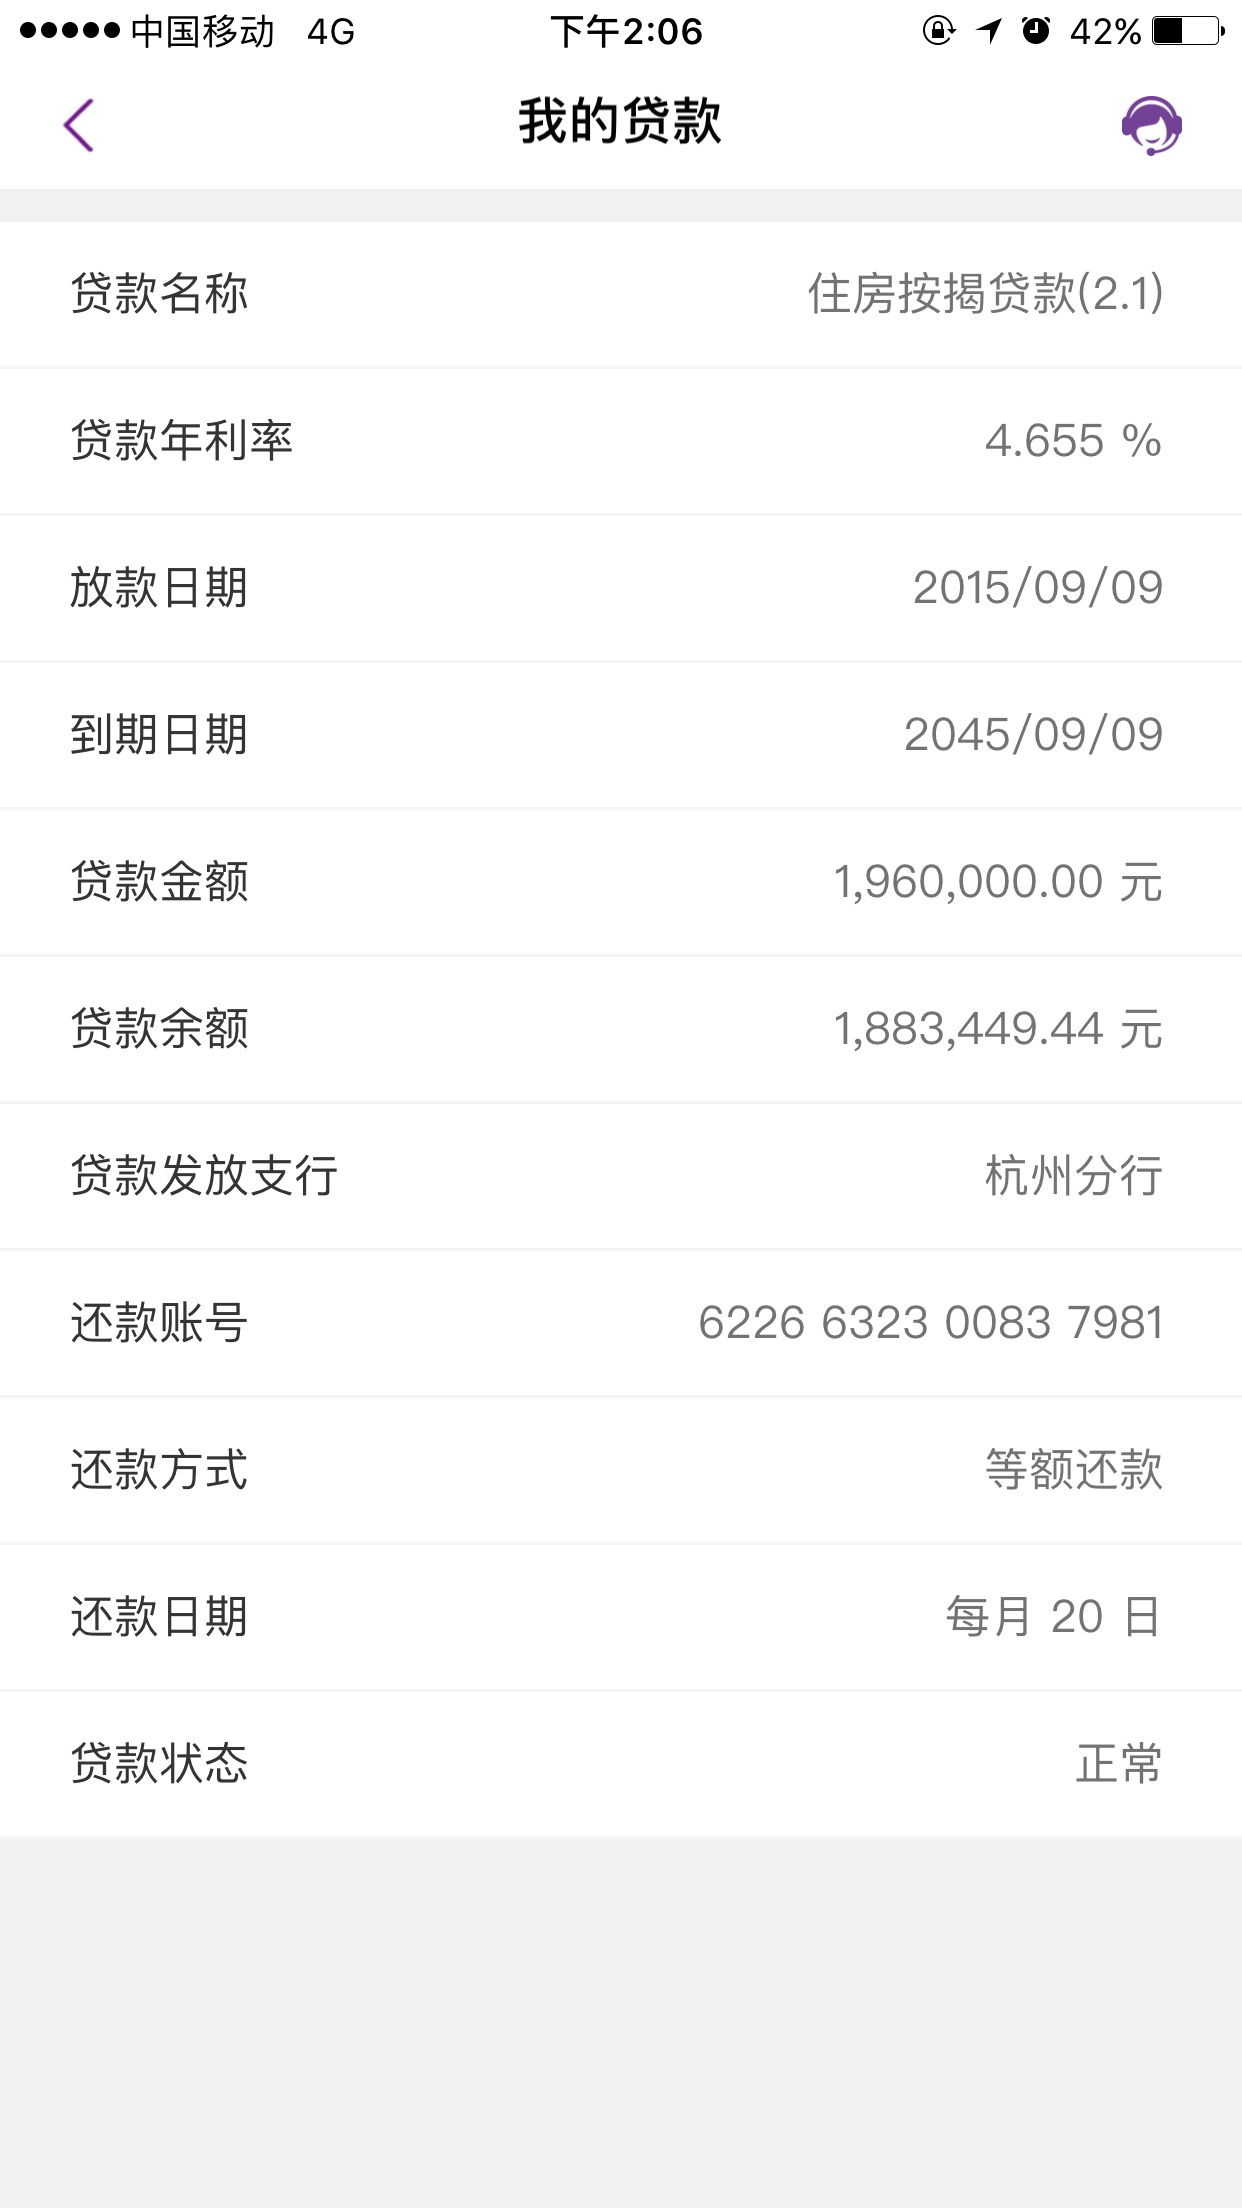 中国移动 4G 下午2:06 42%
我的贷款
贷款名称 住房按揭贷款(2.1)
贷款年利率 4.655 %
放款日期 2015/09/09
到期日期 2045/09/09
贷款金额 1,960,000.00 元
贷款余额 1,883,449.44 元
贷款发放支行 杭州分行
还款账号 6226 6323 0083 7981
还款方式 等额还款
还款日期 每月 20 日
贷款状态 正常